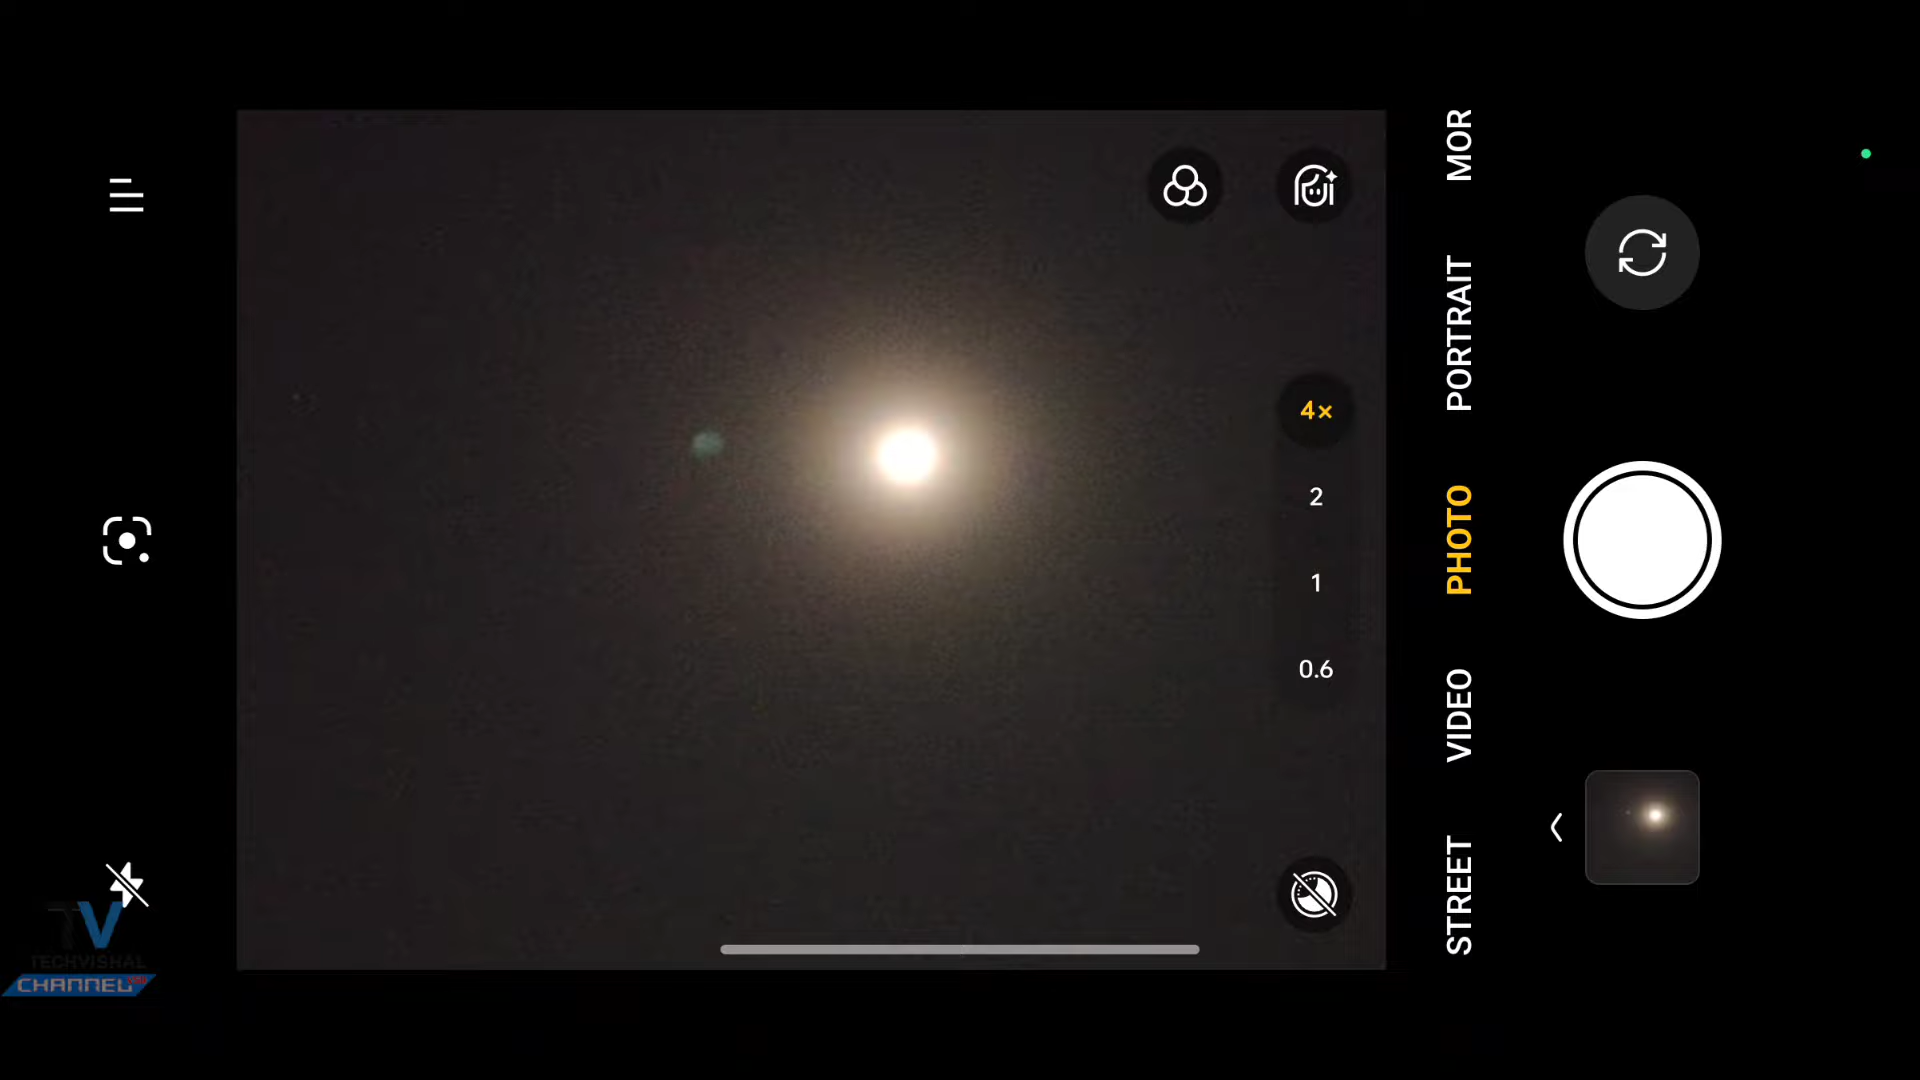 MOR
PORTRAIT
PHOTO
VIDEO
STREET
4×
2
1
0.6
TV
TECHVISHAL
CHANNEL